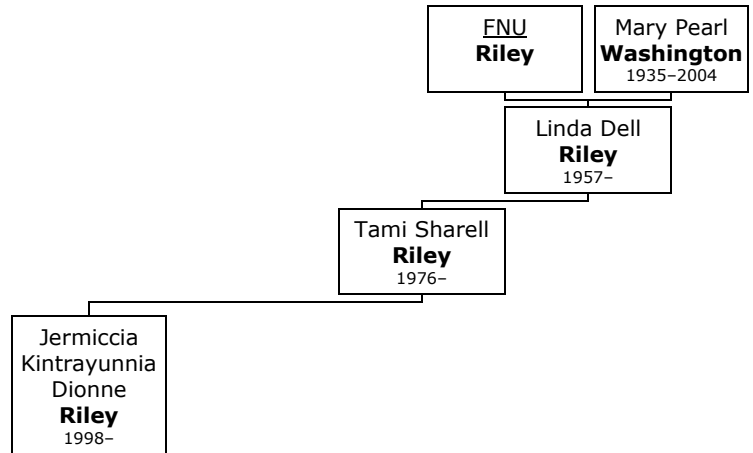 FNU
Riley
Mary Pearl
Washington
1935–2004
Linda Dell
Riley
1957–
Tami Sharell
Riley
1976–
Jermiccia
Kintrayunnia
Dionne
Riley
1998–